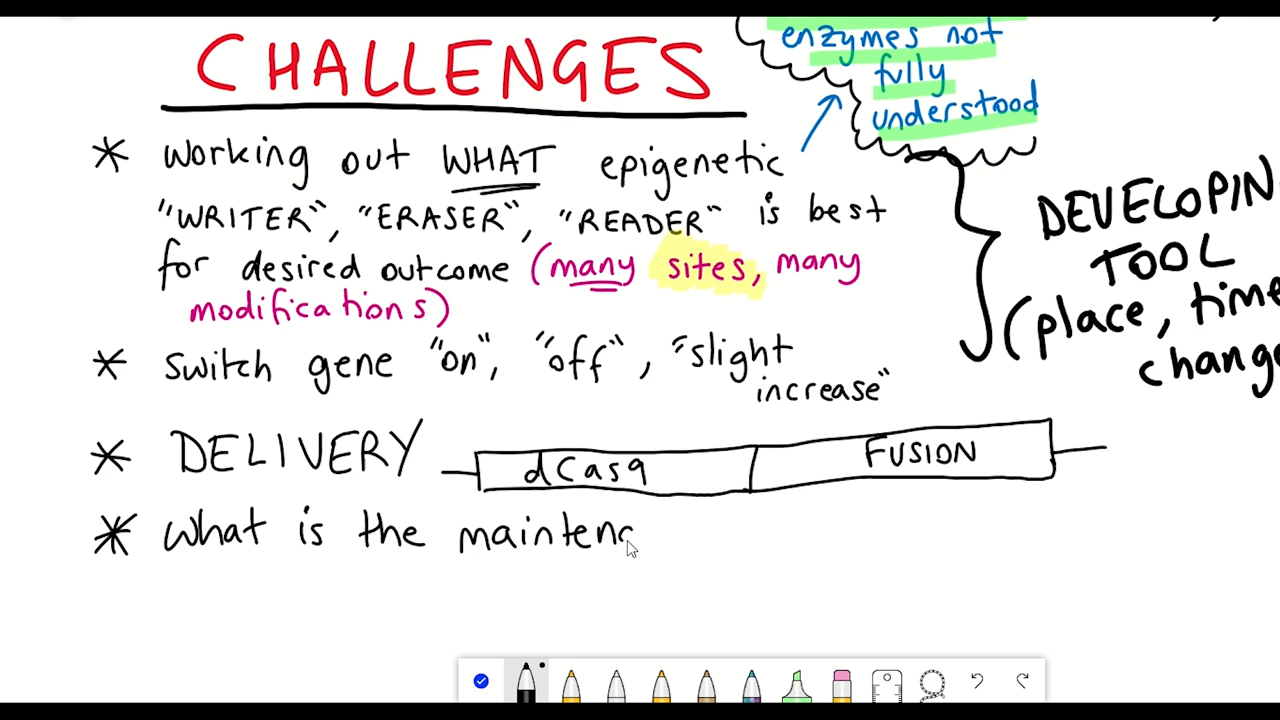 CHALLENGES
enzymes not
fully
understood
* working out WHAT epigenetic
"WRITER", "ERASER", "READER" is best
for desired outcome (many sites, many
modifications)
* switch gene "on", "off", "slight
increase"
DEVELOPIN
TOOL
(place, time
change
* DELIVERY dCas9 FUSION
* What is the maintena